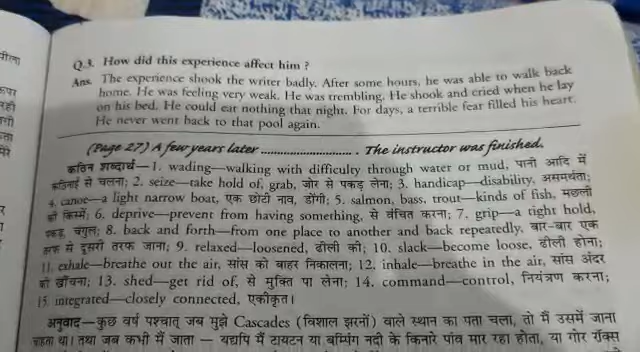 Q.3. How did this experience affect him ?
Ans. The experience shook the writer badly. After some hours, he was able to walk back
home. He was feeling very weak. He was trembling. He shook and cried when he lay
on his bed. He could eat nothing that night. For days, a terrible fear filled his heart.
He never went back to that pool again.
(Page 27) A few years later ............................ The instructor was finished.
कठिन शब्दार्थ—1. wading—walking with difficulty through water or mud, पानी आदि में
कठिनाई से चलना; 2. seize—take hold of, grab, जोर से पकड़ लेना; 3. handicap—disability, असमर्थता;
4. canoe—a light narrow boat, एक छोटी नाव, डोंगी; 5. salmon, bass, trout—kinds of fish, मछली
की किस्में; 6. deprive—prevent from having something, से वंचित करना; 7. grip—a tight hold,
पकड़, चंगुल; 8. back and forth—from one place to another and back repeatedly, बार-बार एक
तरफ से दूसरी तरफ जाना; 9. relaxed—loosened, ढीली की; 10. slack—become loose, ढीली होना;
11. exhale—breathe out the air, सांस को बाहर निकालना; 12. inhale—breathe in the air, सांस अंदर
को खींचना; 13. shed—get rid of, से मुक्ति पा लेना; 14. command—control, नियंत्रण करना;
15. integrated—closely connected, एकीकृत।
अनुवाद—कुछ वर्ष पश्चात् जब मुझे Cascades (विशाल झरनों) वाले स्थान का पता चला, तो मैं उसमें जाना
चाहता था। तथा जब कभी मैं जाता — यद्यपि मैं टायटन या बम्पिंग नदी के किनारे पांव मार रहा होता, या गोर रॉक्स